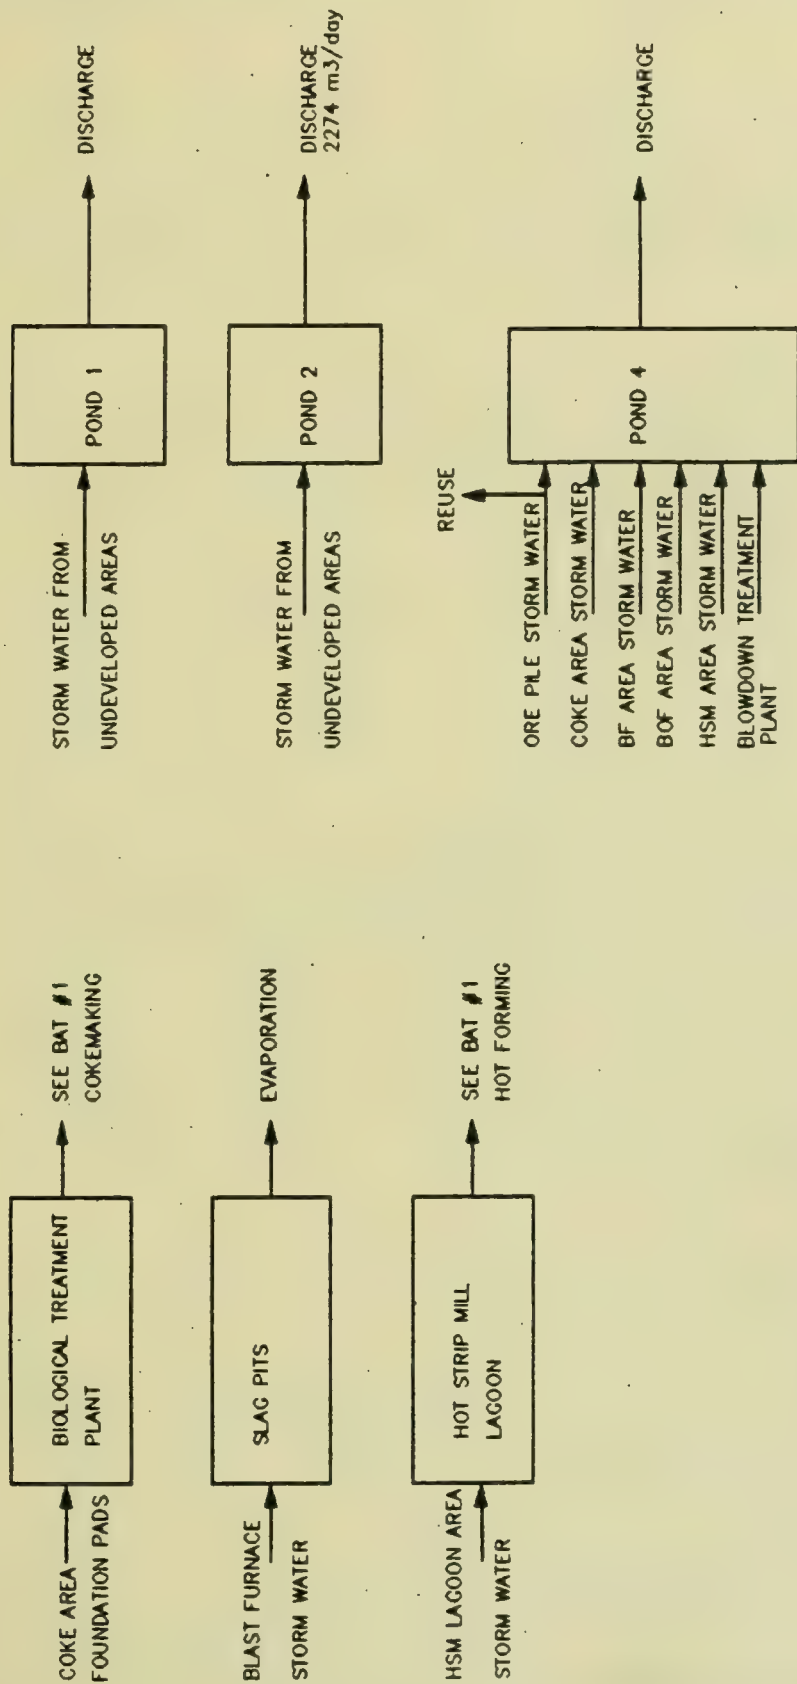 COKE AREA
FOUNDATION PADS
BIOLOGICAL TREATMENT
PLANT
SEE BAT #1
COKEMAKING
BLAST FURNACE
STORM WATER
SLAG PITS
EVAPORATION
HSM LAGOON AREA
STORM WATER
HOT STRIP MILL
LAGOON
SEE BAT #1
HOT FORMING
STORM WATER FROM
UNDEVELOPED AREAS
POND 1
DISCHARGE
STORM WATER FROM
UNDEVELOPED AREAS
POND 2
DISCHARGE
2274 m3/day
REUSE
ORE PILE STORM WATER
COKE AREA STORM WATER
BF AREA STORM WATER
BOF AREA STORM WATER
HSM AREA STORM WATER
BLOWDOWN TREATMENT
PLANT
POND 4
DISCHARGE